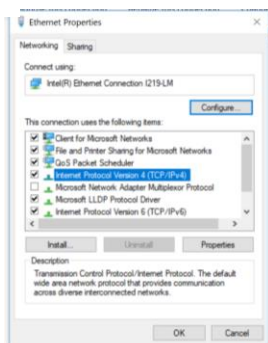 Ethernet Properties
Networking Sharing
Connect using:
Intel(R) Ethernet Connection I219-LM
Configure...
This connection uses the following items:
Client for Microsoft Networks
File and Printer Sharing for Microsoft Networks
QoS Packet Scheduler
Internet Protocol Version 4 (TCP/IPv4)
Microsoft Network Adapter Multiplexor Protocol
Microsoft LLDP Protocol Driver
Internet Protocol Version 6 (TCP/IPv6)
Install... Uninstall Properties
Description
Transmission Control Protocol/Internet Protocol. The default
wide area network protocol that provides communication
across diverse interconnected networks.
OK Cancel